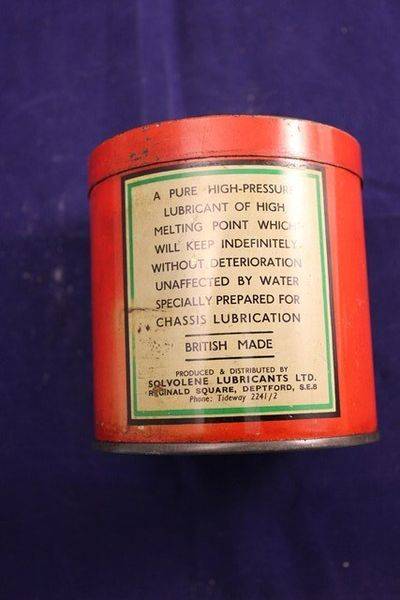 A PURE HIGH-PRESSURE
LUBRICANT OF HIGH
MELTING POINT WHICH
WILL KEEP INDEFINITELY
WITHOUT DETERIORATION
UNAFFECTED BY WATER
SPECIALLY PREPARED FOR
CHASSIS LUBRICATION
BRITISH MADE
PRODUCED & DISTRIBUTED BY
SOLVOLENE LUBRICANTS LTD.
REGINALD SQUARE, DEPTFORD, S.E.8
Phone: Tideway 2241/2